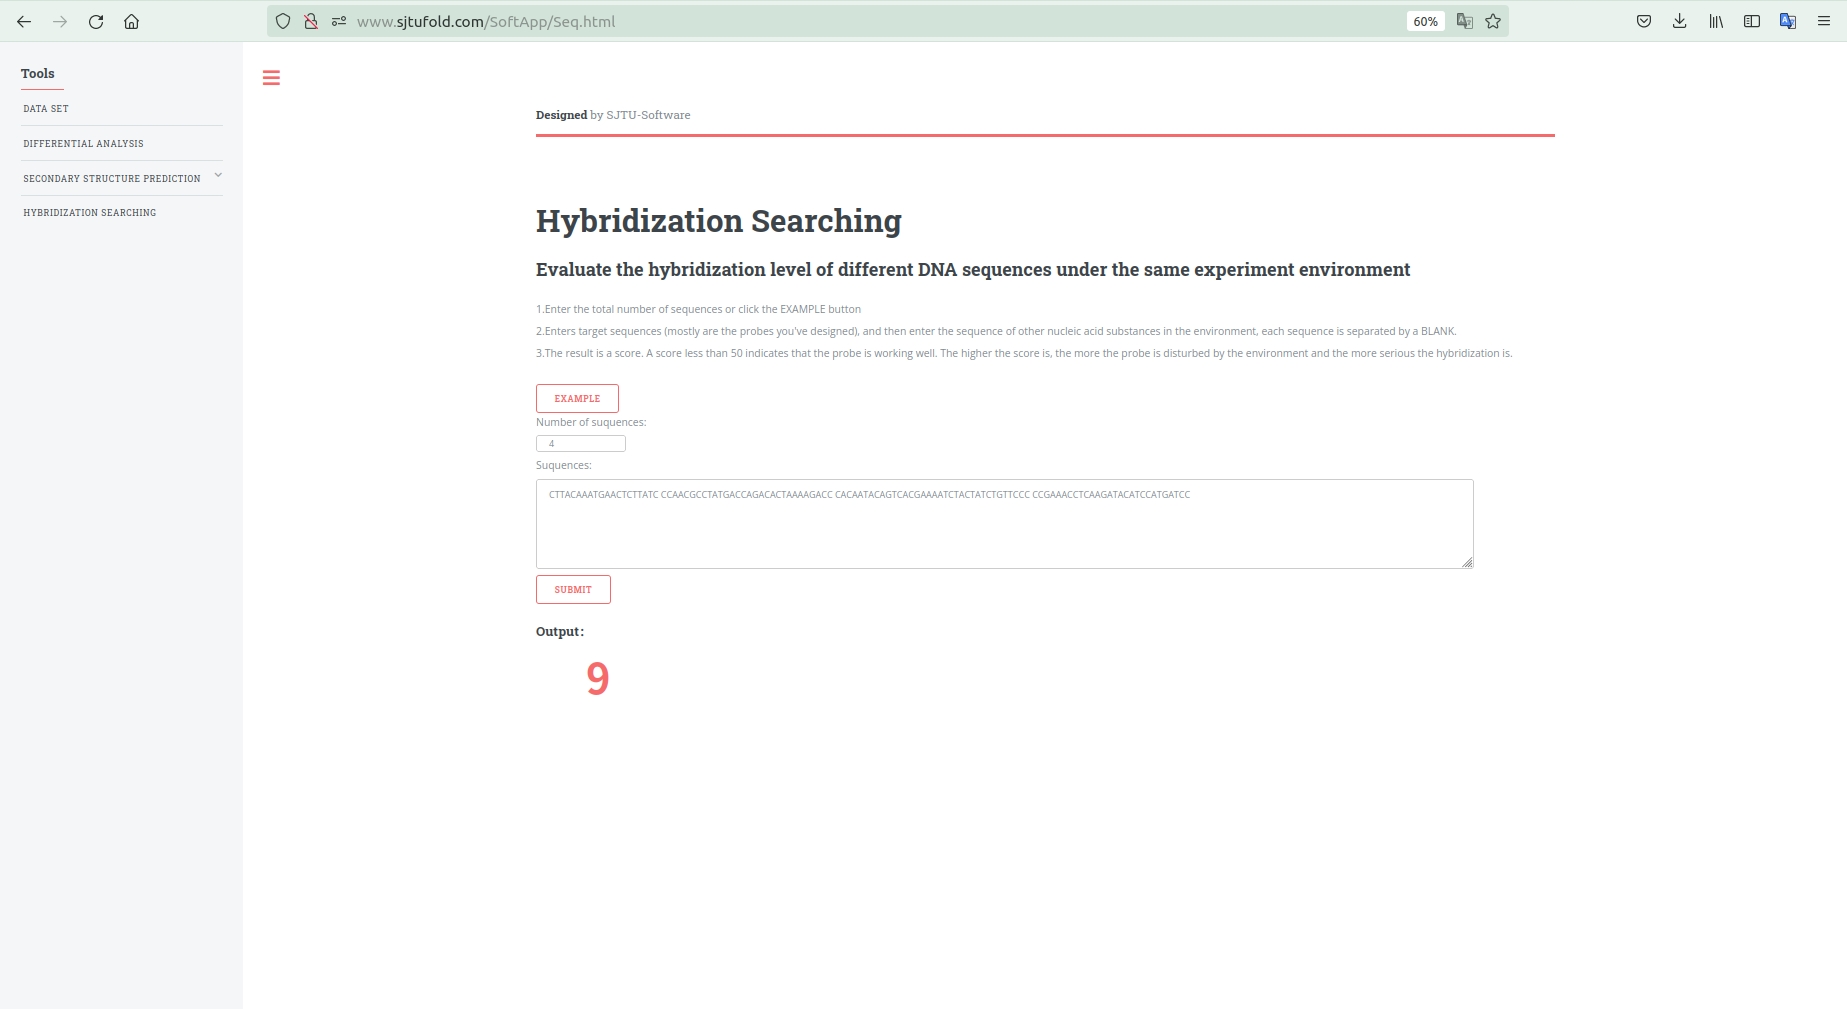 www.sjtufold.com/SoftApp/Seq.html
60%
Tools
DATA SET
DIFFERENTIAL ANALYSIS
SECONDARY STRUCTURE PREDICTION
HYBRIDIZATION SEARCHING
Designed by SJTU-Software
Hybridization Searching
Evaluate the hybridization level of different DNA sequences under the same experiment environment
1.Enter the total number of sequences or click the EXAMPLE button
2.Enters target sequences (mostly are the probes you've designed), and then enter the sequence of other nucleic acid substances in the environment, each sequence is separated by a BLANK.
3.The result is a score. A score less than 50 indicates that the probe is working well. The higher the score is, the more the probe is disturbed by the environment and the more serious the hybridization is.
EXAMPLE
Number of suquences:
4
Suquences:
CTTACAAATGAACTCTTATC CCAACGCCTATGACCAGACACTAAAAGACC CACAATACAGTCACGAAAATCTACTATCTGTTCCC CCGAAACCTCAAGATACATCCATGATCC
SUBMIT
Output:
9